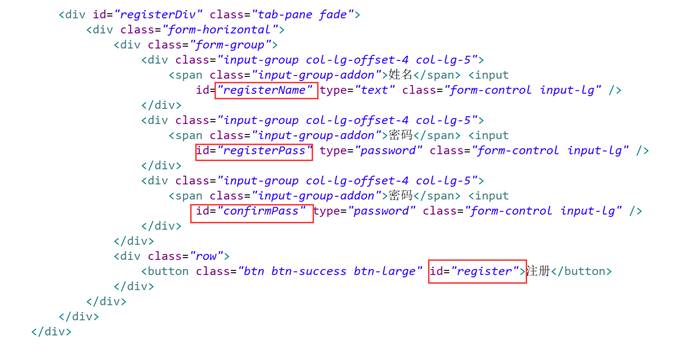 <div id="registerDiv" class="tab-pane fade">
<div class="form-horizontal">
<div class="form-group">
<div class="input-group col-lg-offset-4 col-lg-5">
<span class="input-group-addon">姓名</span> <input
id="registerName" type="text" class="form-control input-lg" />
</div>
<div class="input-group col-lg-offset-4 col-lg-5">
<span class="input-group-addon">密码</span> <input
id="registerPass" type="password" class="form-control input-lg" />
</div>
<div class="input-group col-lg-offset-4 col-lg-5">
<span class="input-group-addon">密码</span> <input
id="confirmPass" type="password" class="form-control input-lg" />
</div>
</div>
<div class="row">
<button class="btn btn-success btn-large" id="register">注册</button>
</div>
</div>
</div>
</div>